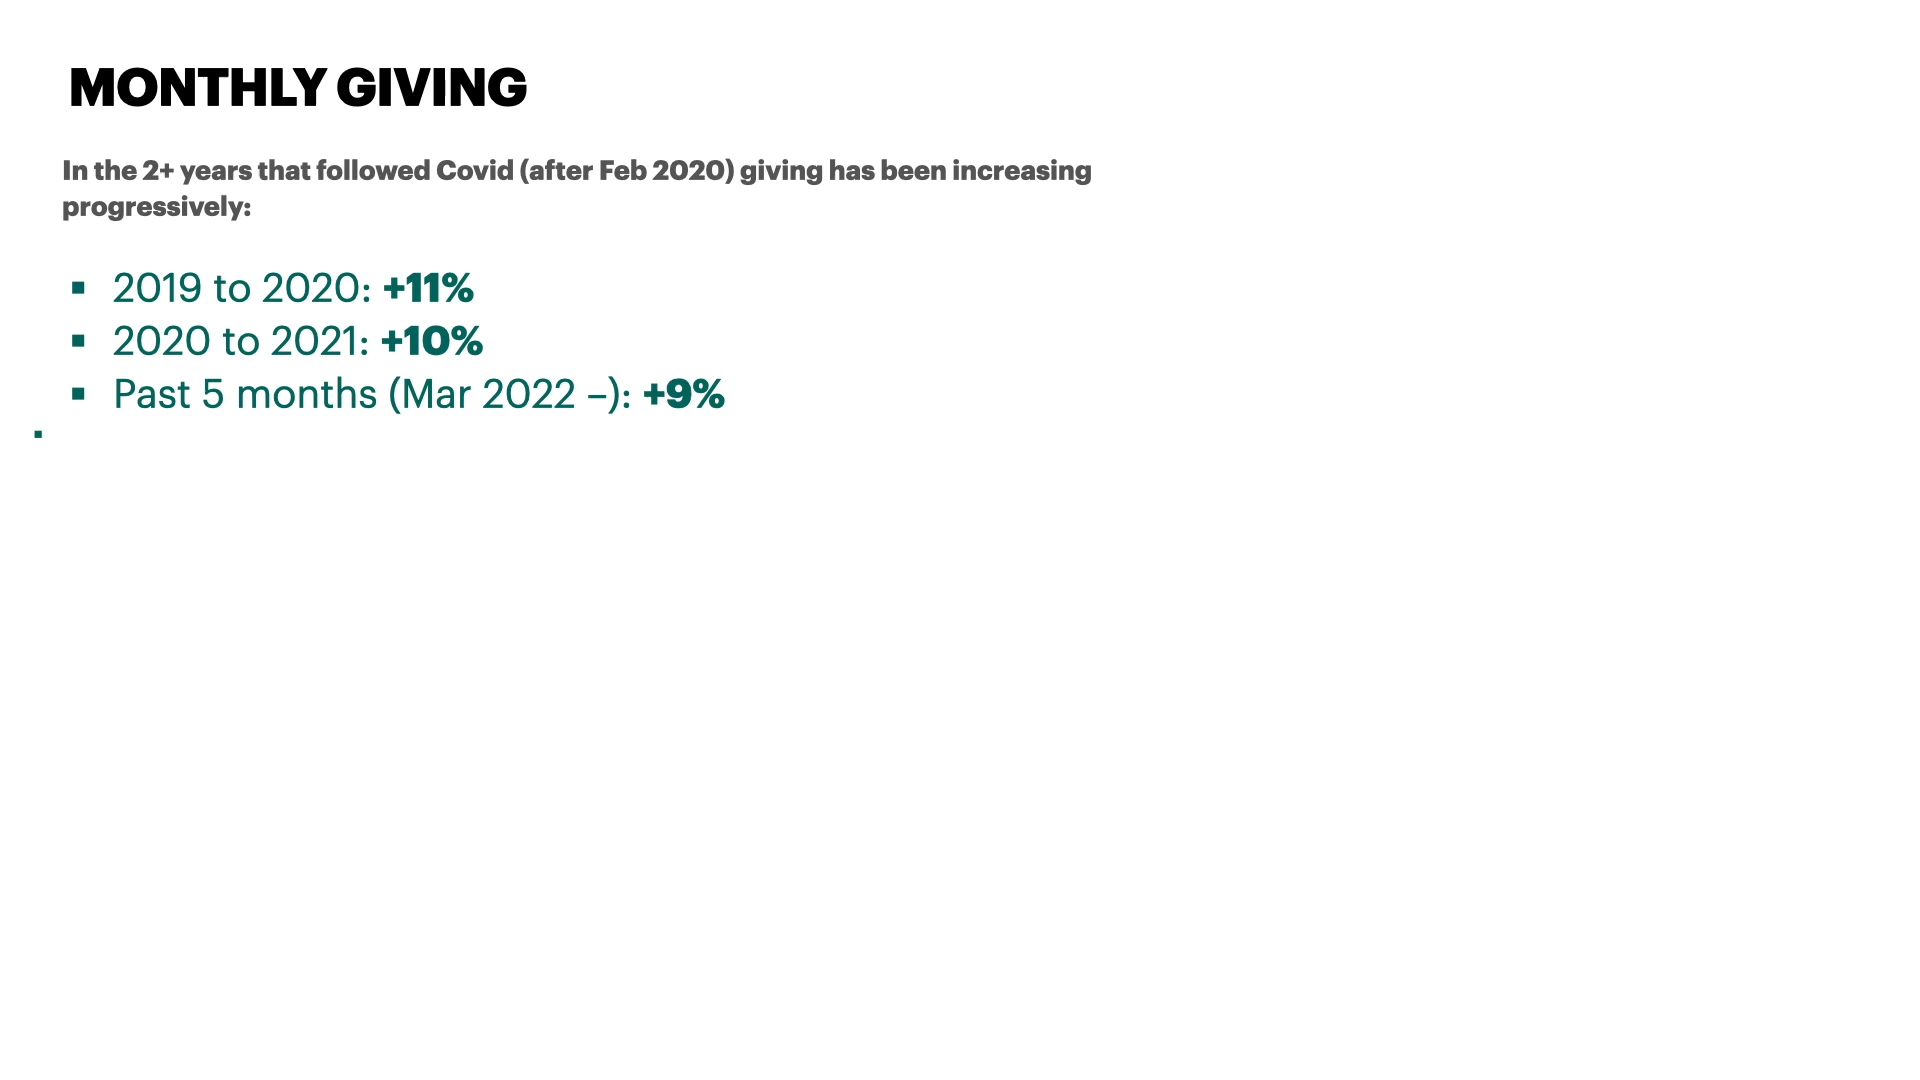 MONTHLY GIVING
In the 2+ years that followed Covid (after Feb 2020) giving has been increasing
progressively:
▪ 2019 to 2020: +11%
▪ 2020 to 2021: +10%
▪ Past 5 months (Mar 2022 –): +9%
▪